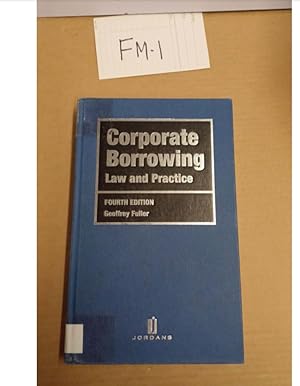 FM-1
Corporate
Borrowing
Law and Practice
FOURTH EDITION
Geoffrey Fuller
JORDANS